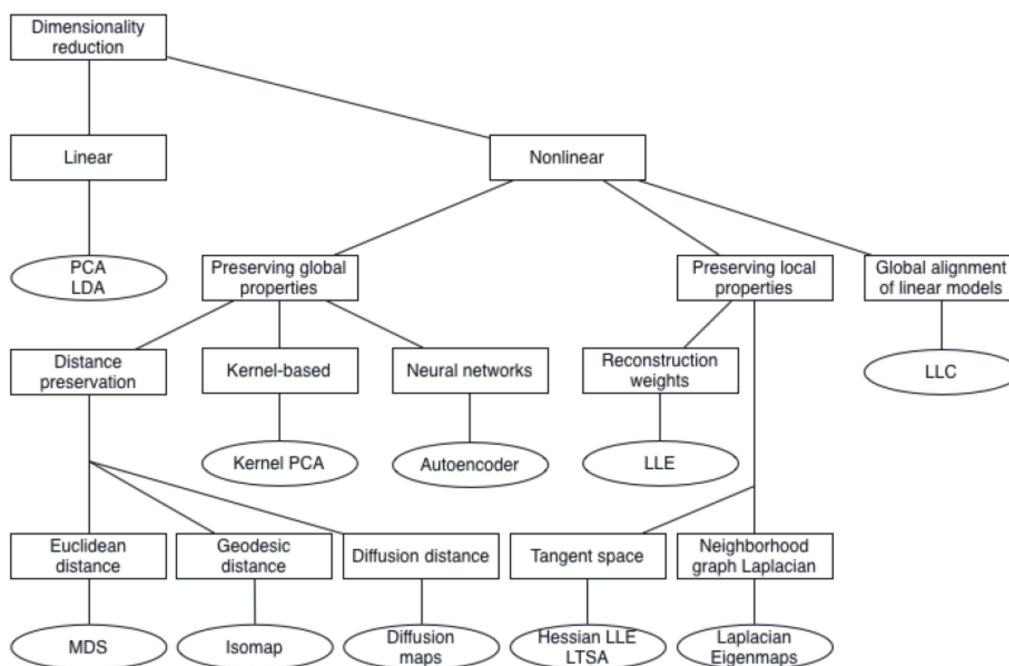 Dimensionality
reduction
Linear
Nonlinear
PCA
LDA
Preserving global
properties
Preserving local
properties
Global alignment
of linear models
Distance
preservation
Kernel-based
Neural networks
Reconstruction
weights
LLC
Kernel PCA
Autoencoder
LLE
Euclidean
distance
Geodesic
distance
Diffusion distance
Tangent space
Neighborhood
graph Laplacian
MDS
Isomap
Diffusion
maps
Hessian LLE
LTSA
Laplacian
Eigenmaps